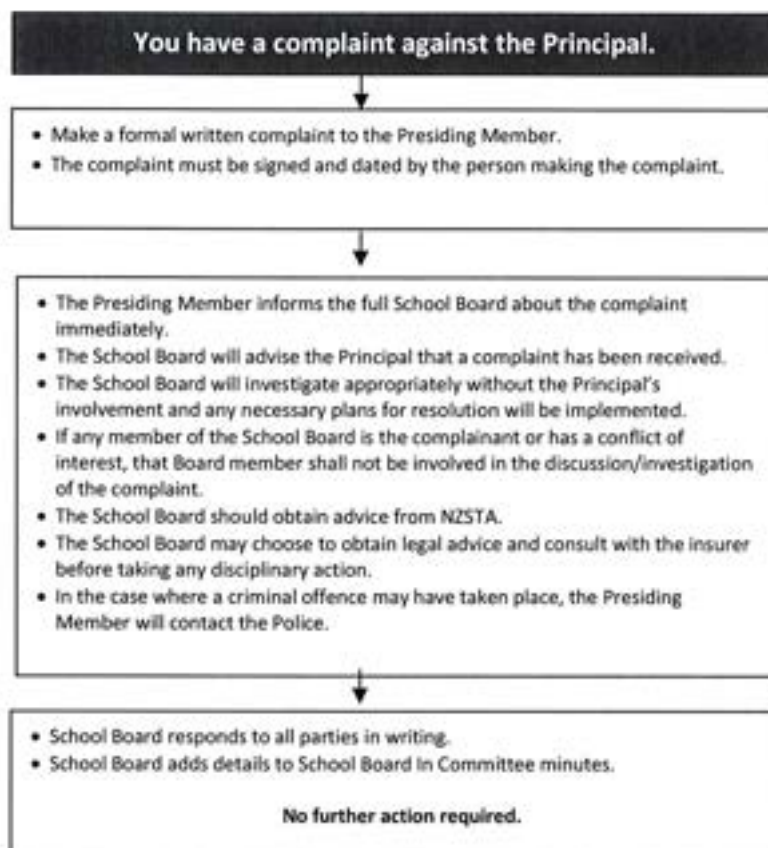 You have a complaint against the Principal.
• Make a formal written complaint to the Presiding Member.
• The complaint must be signed and dated by the person making the complaint.
• The Presiding Member informs the full School Board about the complaint
immediately.
• The School Board will advise the Principal that a complaint has been received.
• The School Board will investigate appropriately without the Principal's
involvement and any necessary plans for resolution will be implemented.
• If any member of the School Board is the complainant or has a conflict of
interest, that Board member shall not be involved in the discussion/investigation
of the complaint.
• The School Board should obtain advice from NZSTA.
• The School Board may choose to obtain legal advice and consult with the insurer
before taking any disciplinary action.
• In the case where a criminal offence may have taken place, the Presiding
Member will contact the Police.
• School Board responds to all parties in writing.
• School Board adds details to School Board In Committee minutes.
No further action required.